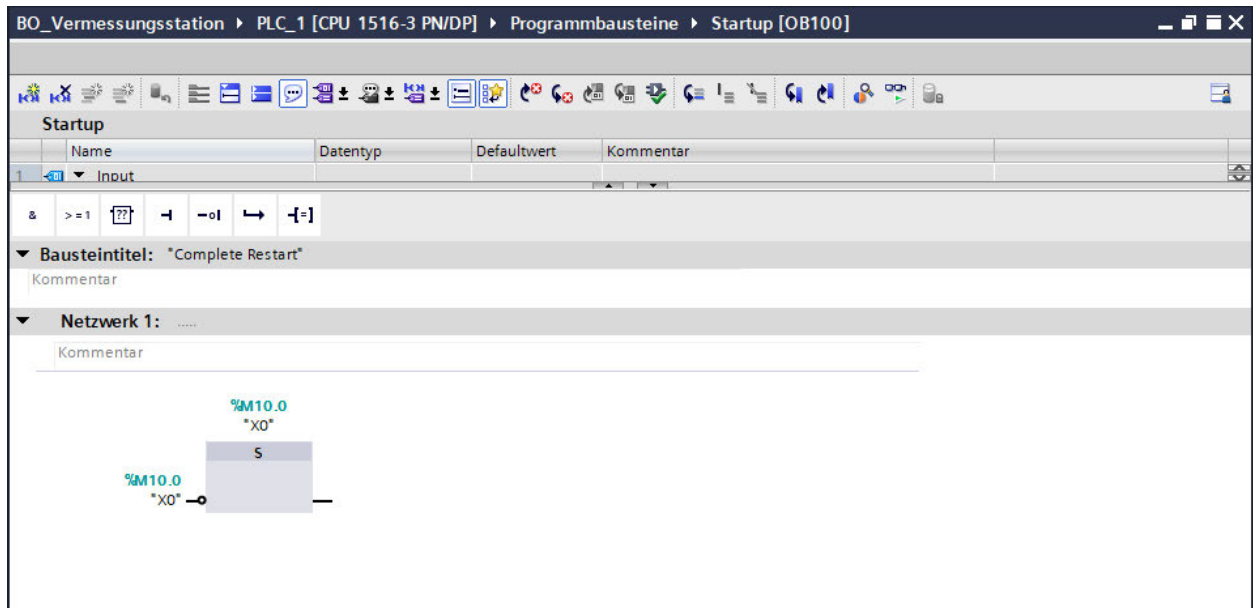 BO_Vermessungsstation ▸ PLC_1 [CPU 1516-3 PN/DP] ▸ Programmbausteine ▸ Startup [OB100]
Startup
Name Datentyp Defaultwert Kommentar
1 Input
& >=1 ??
Bausteintitel: "Complete Restart"
Kommentar
Netzwerk 1: .....
Kommentar
%M10.0
"X0"
S
%M10.0
"X0"